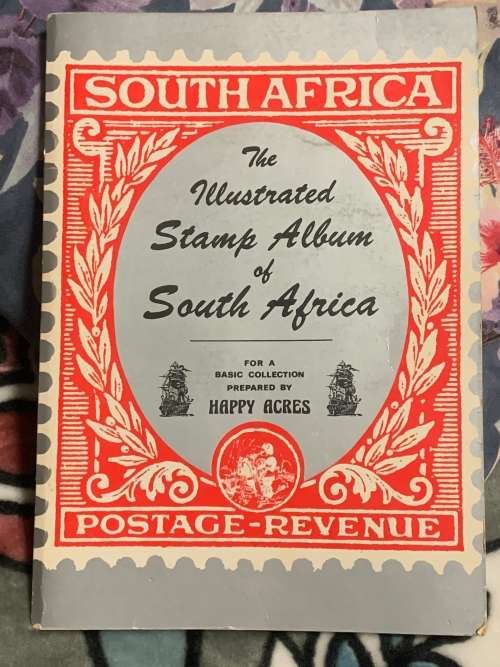 SOUTH AFRICA
The
Illustrated
Stamp Album
of
South Africa
FOR A
BASIC COLLECTION
PREPARED BY
HAPPY ACRES
POSTAGE-REVENUE